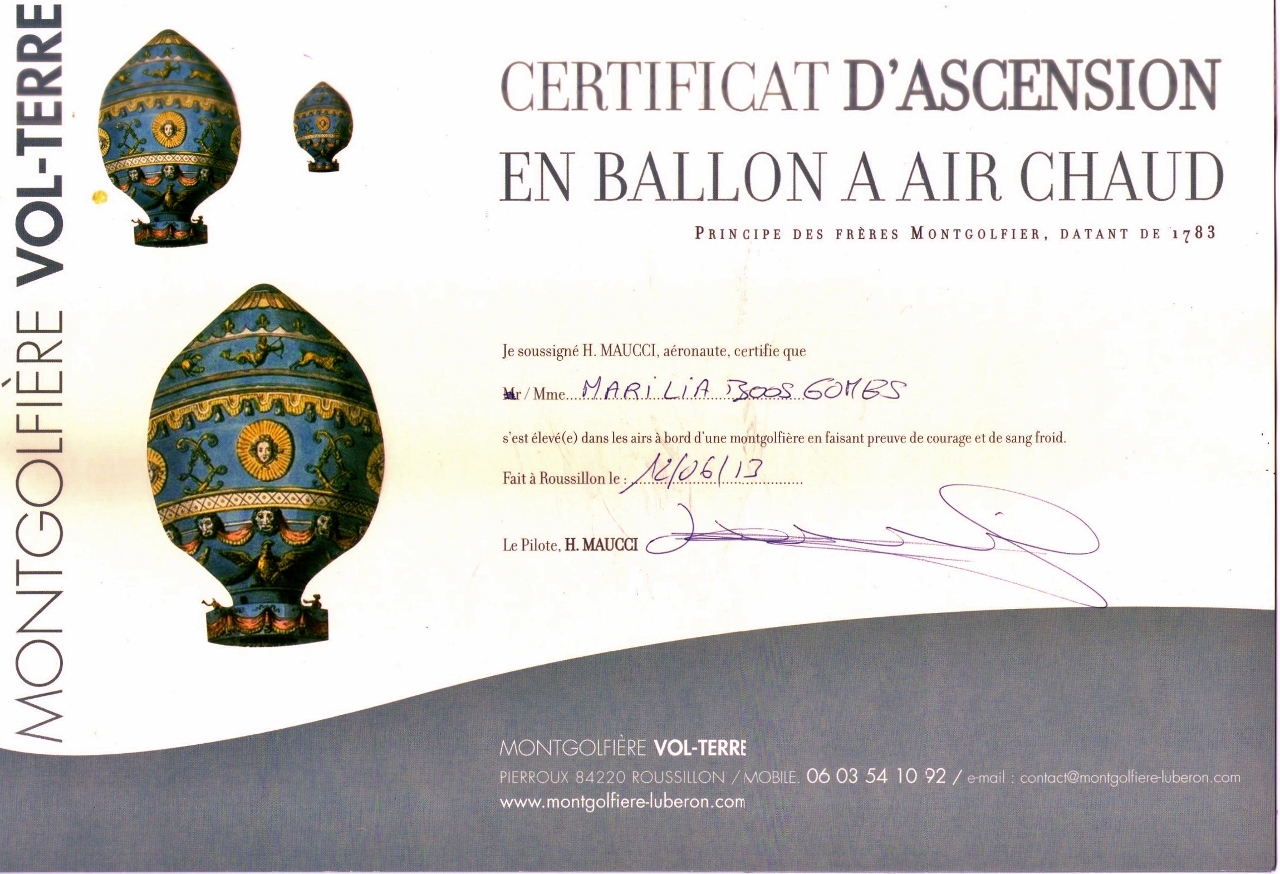 MONTGOLFIÈRE VOL-TERRE
CERTIFICAT D'ASCENSION
EN BALLON A AIR CHAUD
PRINCIPE DES FRÈRES MONTGOLFIER, DATANT DE 1783
Je soussigné H. MAUCCI, aéronaute, certifie que
Mr / Mme...MARILIA BOOS GOMES
s'est élevé(e) dans les airs à bord d'une montgolfière en faisant preuve de courage et de sang froid.
Fait à Roussillon le : 12/06/13
Le Pilote, H. MAUCCI
MONTGOLFIÈRE VOL-TERRE
PIERROUX 84220 ROUSSILLON / MOBILE. 06 03 54 10 92 / e-mail : contact@montgolfiere-luberon.com
www.montgolfiere-luberon.com